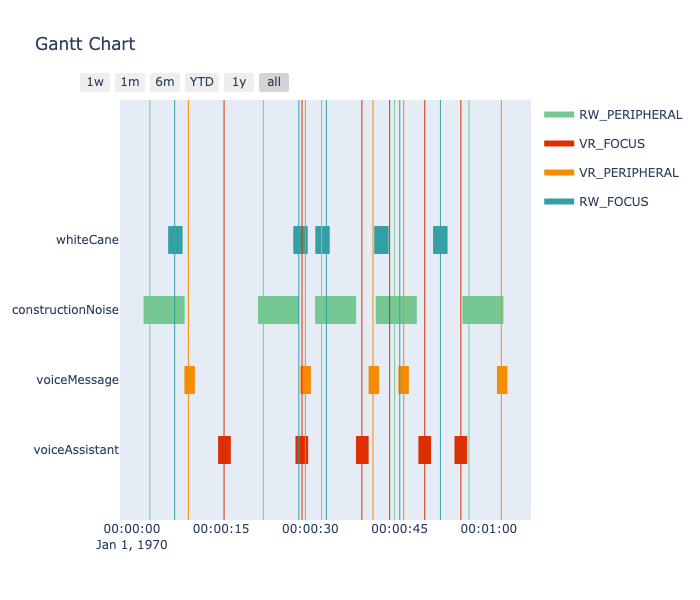 Gantt Chart
1w 1m 6m YTD 1y all
RW_PERIPHERAL
VR_FOCUS
VR_PERIPHERAL
RW_FOCUS
whiteCane
constructionNoise
voiceMessage
voiceAssistant
00:00:00 00:00:15 00:00:30 00:00:45 00:01:00
Jan 1, 1970